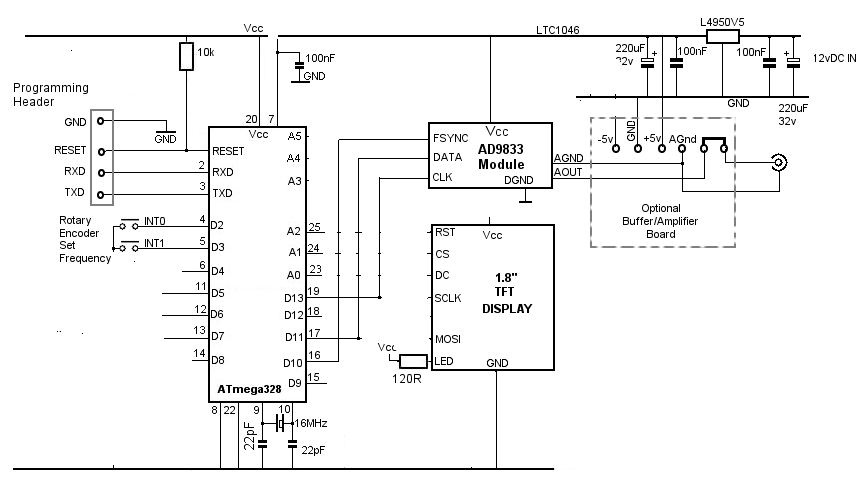 Vcc
LTC1046
L4950V5
10k
100nF
GND
220uF
32v
100nF
100nF
12vDC IN
220uF
32v
GND
Programming
Header
GND
RESET
RXD
TXD
GND
20
7
Vcc
RESET
2
RXD
3
TXD
Rotary
Encoder
Set
Frequency
INT0
INT1
4
D2
5
D3
6
D4
11
D5
12
D6
13
D7
14
D8
A5
A4
A3
A2
25
A1
24
A0
23
D13
19
D12
18
D11
17
D10
16
D9
15
ATmega328
8
22
9
10
16MHz
22pF
22pF
FSYNC
DATA
CLK
Vcc
AD9833
Module
DGND
AGND
AOUT
-5v
GND
+5v
AGnd
Optional
Buffer/Amplifier
Board
RST
Vcc
CS
DC
SCLK
MOSI
LED
1.8"
TFT
DISPLAY
GND
Vcc
120R